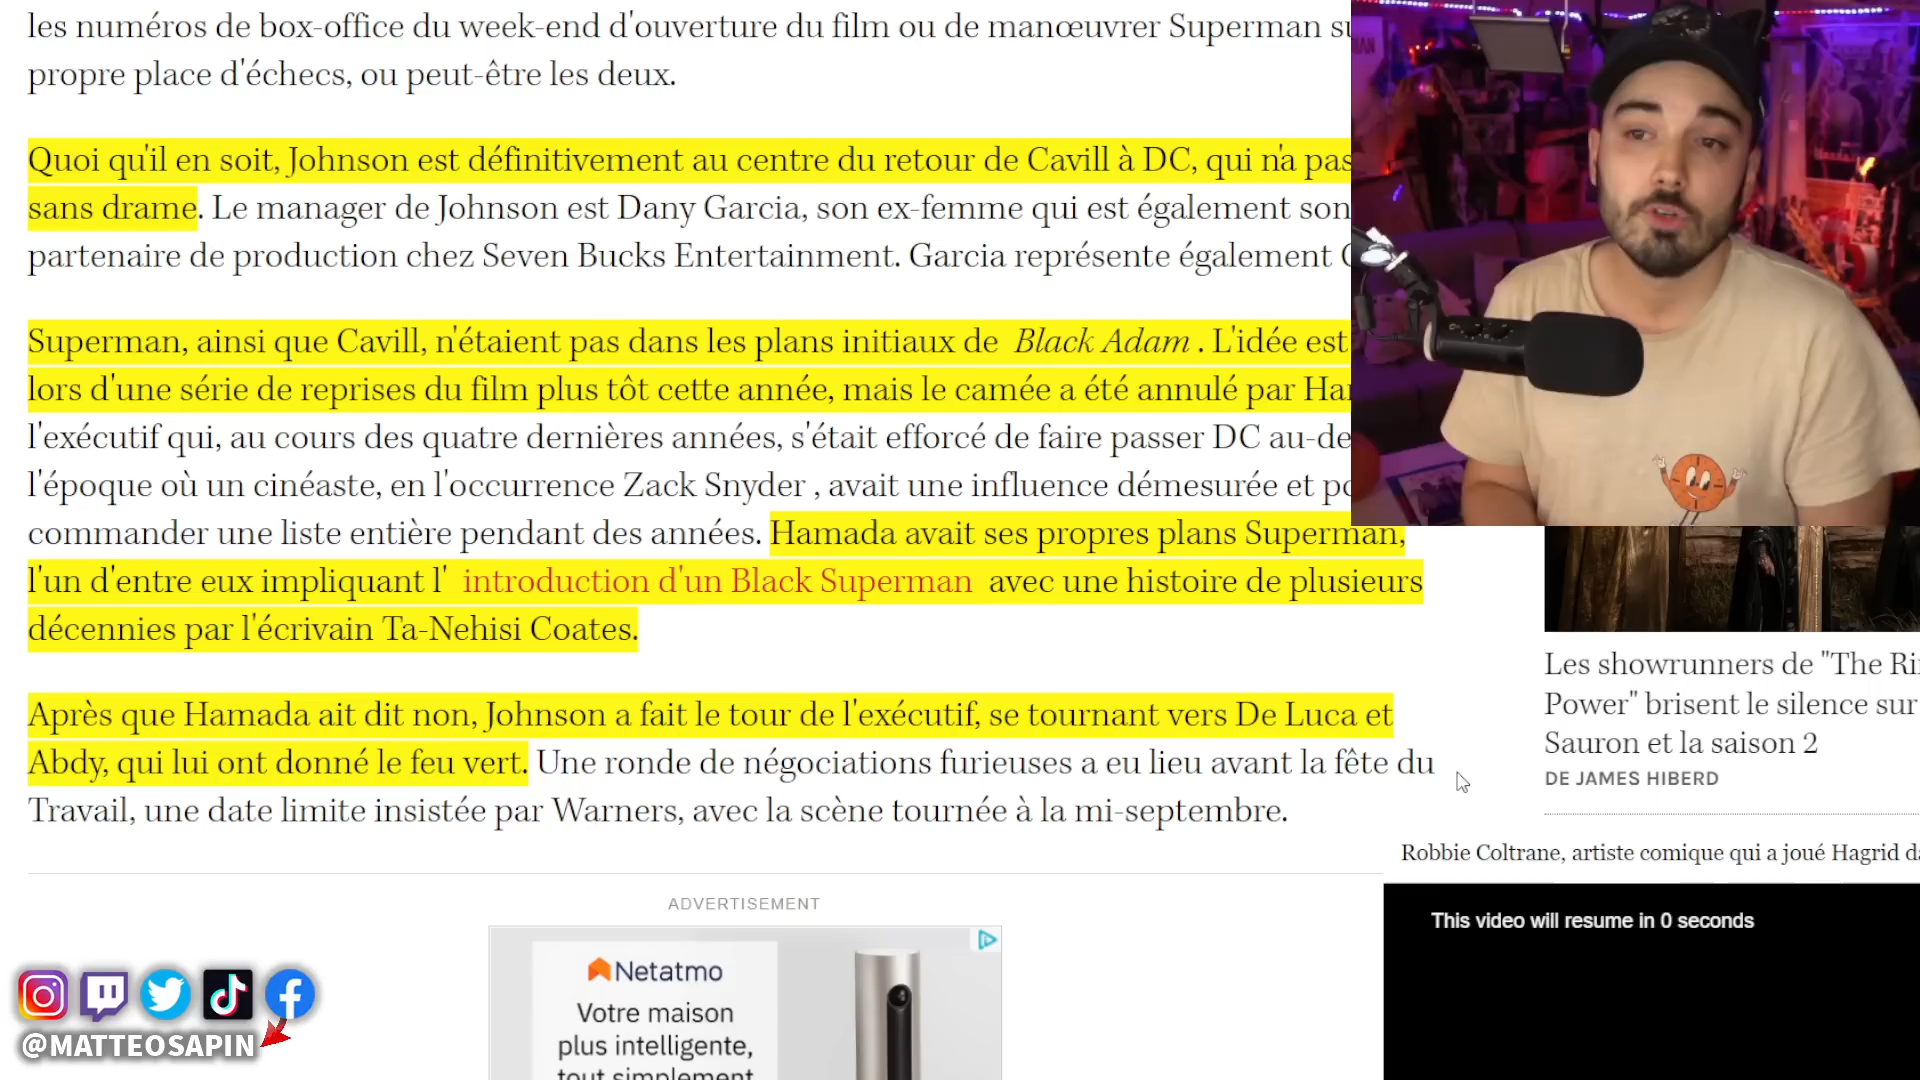 les numéros de box-office du week-end d'ouverture du film ou de manœuvrer Superman su
propre place d'échecs, ou peut-être les deux.
Quoi qu'il en soit, Johnson est définitivement au centre du retour de Cavill à DC, qui n'a pas
sans drame. Le manager de Johnson est Dany Garcia, son ex-femme qui est également son
partenaire de production chez Seven Bucks Entertainment. Garcia représente également C
Superman, ainsi que Cavill, n'étaient pas dans les plans initiaux de Black Adam . L'idée est
lors d'une série de reprises du film plus tôt cette année, mais le camée a été annulé par Ha
l'exécutif qui, au cours des quatre dernières années, s'était efforcé de faire passer DC au-de
l'époque où un cinéaste, en l'occurrence Zack Snyder , avait une influence démesurée et po
commander une liste entière pendant des années. Hamada avait ses propres plans Superman,
l'un d'entre eux impliquant l' introduction d'un Black Superman avec une histoire de plusieurs
décennies par l'écrivain Ta-Nehisi Coates.
Après que Hamada ait dit non, Johnson a fait le tour de l'exécutif, se tournant vers De Luca et
Abdy, qui lui ont donné le feu vert. Une ronde de négociations furieuses a eu lieu avant la fête du
Travail, une date limite insistée par Warners, avec la scène tournée à la mi-septembre.
Les showrunners de "The Ri
Power" brisent le silence sur
Sauron et la saison 2
DE JAMES HIBERD
Robbie Coltrane, artiste comique qui a joué Hagrid da
This video will resume in 0 seconds
ADVERTISEMENT
Netatmo
Votre maison
plus intelligente,
tout simplement
@MATTEOSAPIN